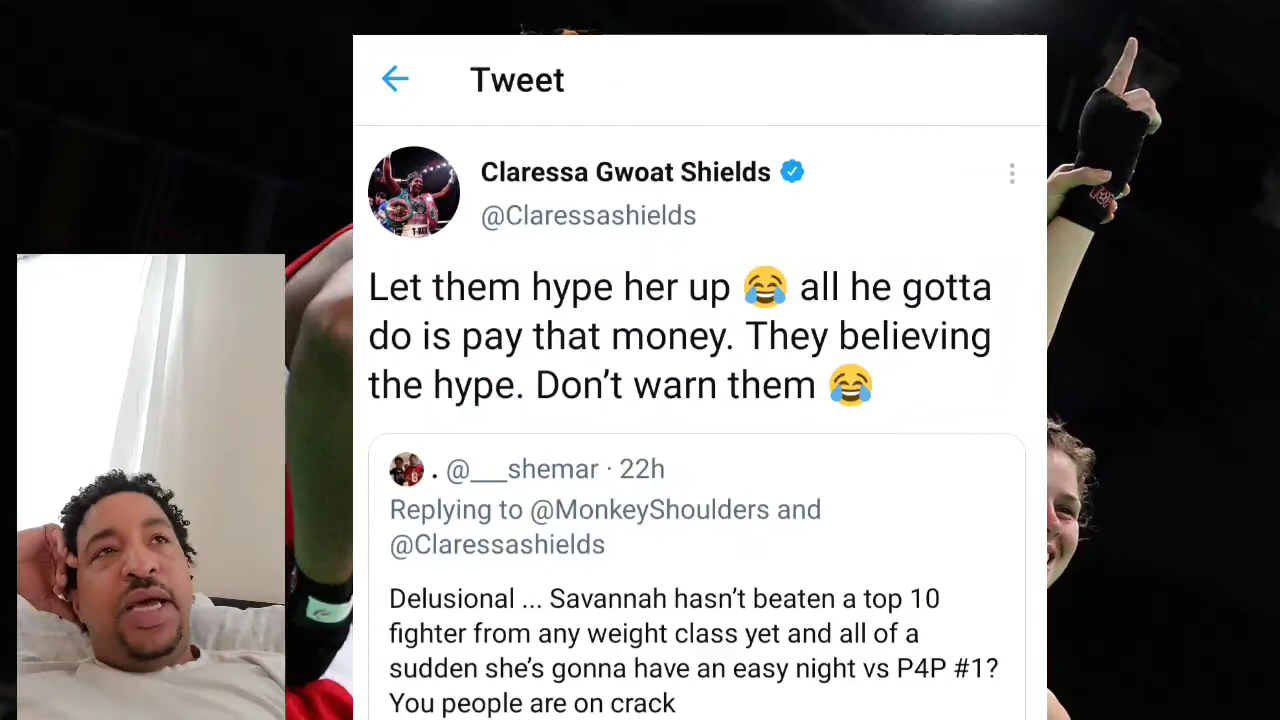 Tweet
Claressa Gwoat Shields
@Claressashields
Let them hype her up 😂 all he gotta
do is pay that money. They believing
the hype. Don’t warn them 😂
. @___shemar · 22h
Replying to @MonkeyShoulders and
@Claressashields
Delusional ... Savannah hasn’t beaten a top 10
fighter from any weight class yet and all of a
sudden she’s gonna have an easy night vs P4P #1?
You people are on crack